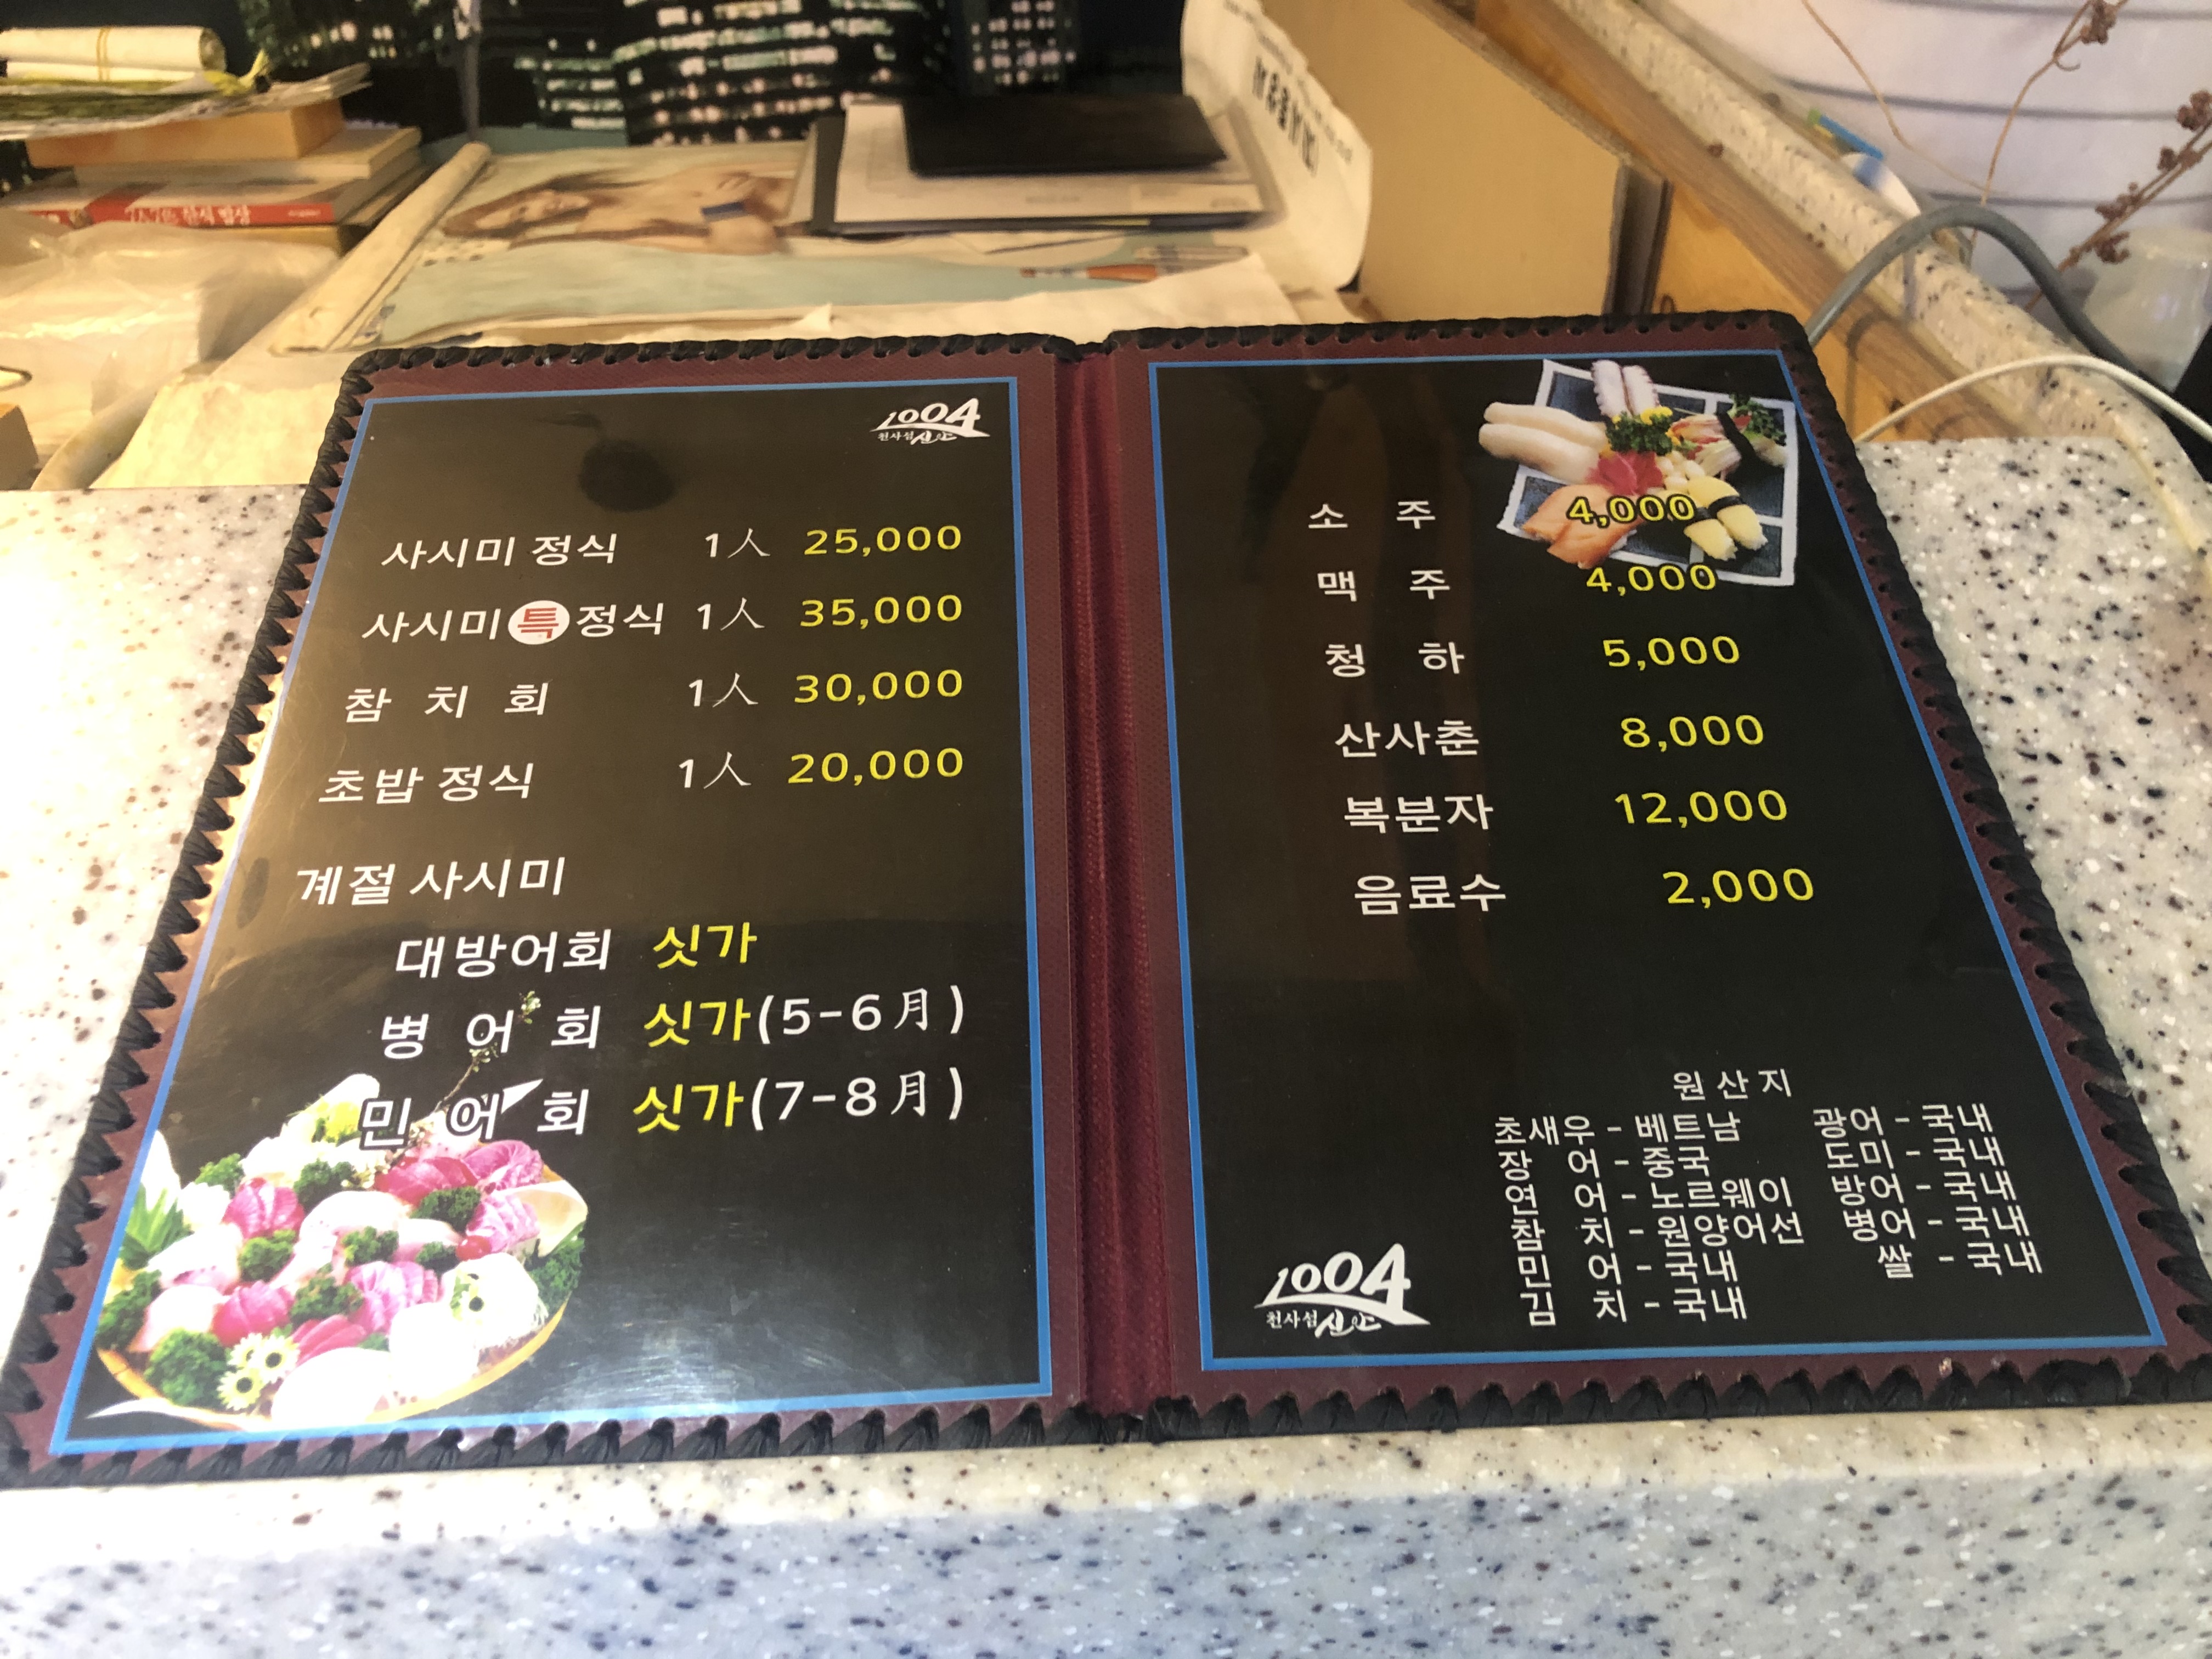 1004
천사섬 신안
사시미 정식 1人 25,000
사시미 특 정식 1人 35,000
참 치 회 1人 30,000
초밥 정식 1人 20,000
계절 사시미
대방어회 싯가
병 어 회 싯가(5-6月)
민 어 회 싯가(7-8月)
소 주 4,000
맥 주 4,000
청 하 5,000
산사춘 8,000
복분자 12,000
음료수 2,000
원 산 지
초새우 - 베트남 광어 - 국내
장 어 - 중국 도미 - 국내
연 어 - 노르웨이 방어 - 국내
참 치 - 원양어선 병어 - 국내
민 어 - 국내 쌀 - 국내
김 치 - 국내
1004
천사섬 신안